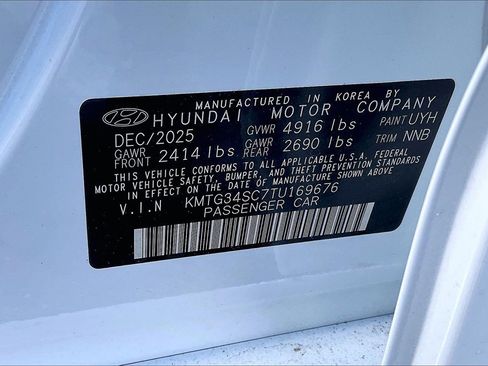 MANUFACTURED IN KOREA BY
HYUNDAI MOTOR COMPANY
DEC/2025 GVWR 4916 lbs PAINT UYH
GAWR FRONT 2414 lbs GAWR REAR 2690 lbs TRIM NNB
THIS VEHICLE CONFORMS TO ALL APPLICABLE U.S.A. FEDERAL
MOTOR VEHICLE SAFETY, BUMPER, AND THEFT PREVENTION STANDARDS
IN EFFECT ON THE DATE OF MANUFACTURE SHOWN ABOVE.
V.I.N KMTG34SC7TU169676
PASSENGER CAR